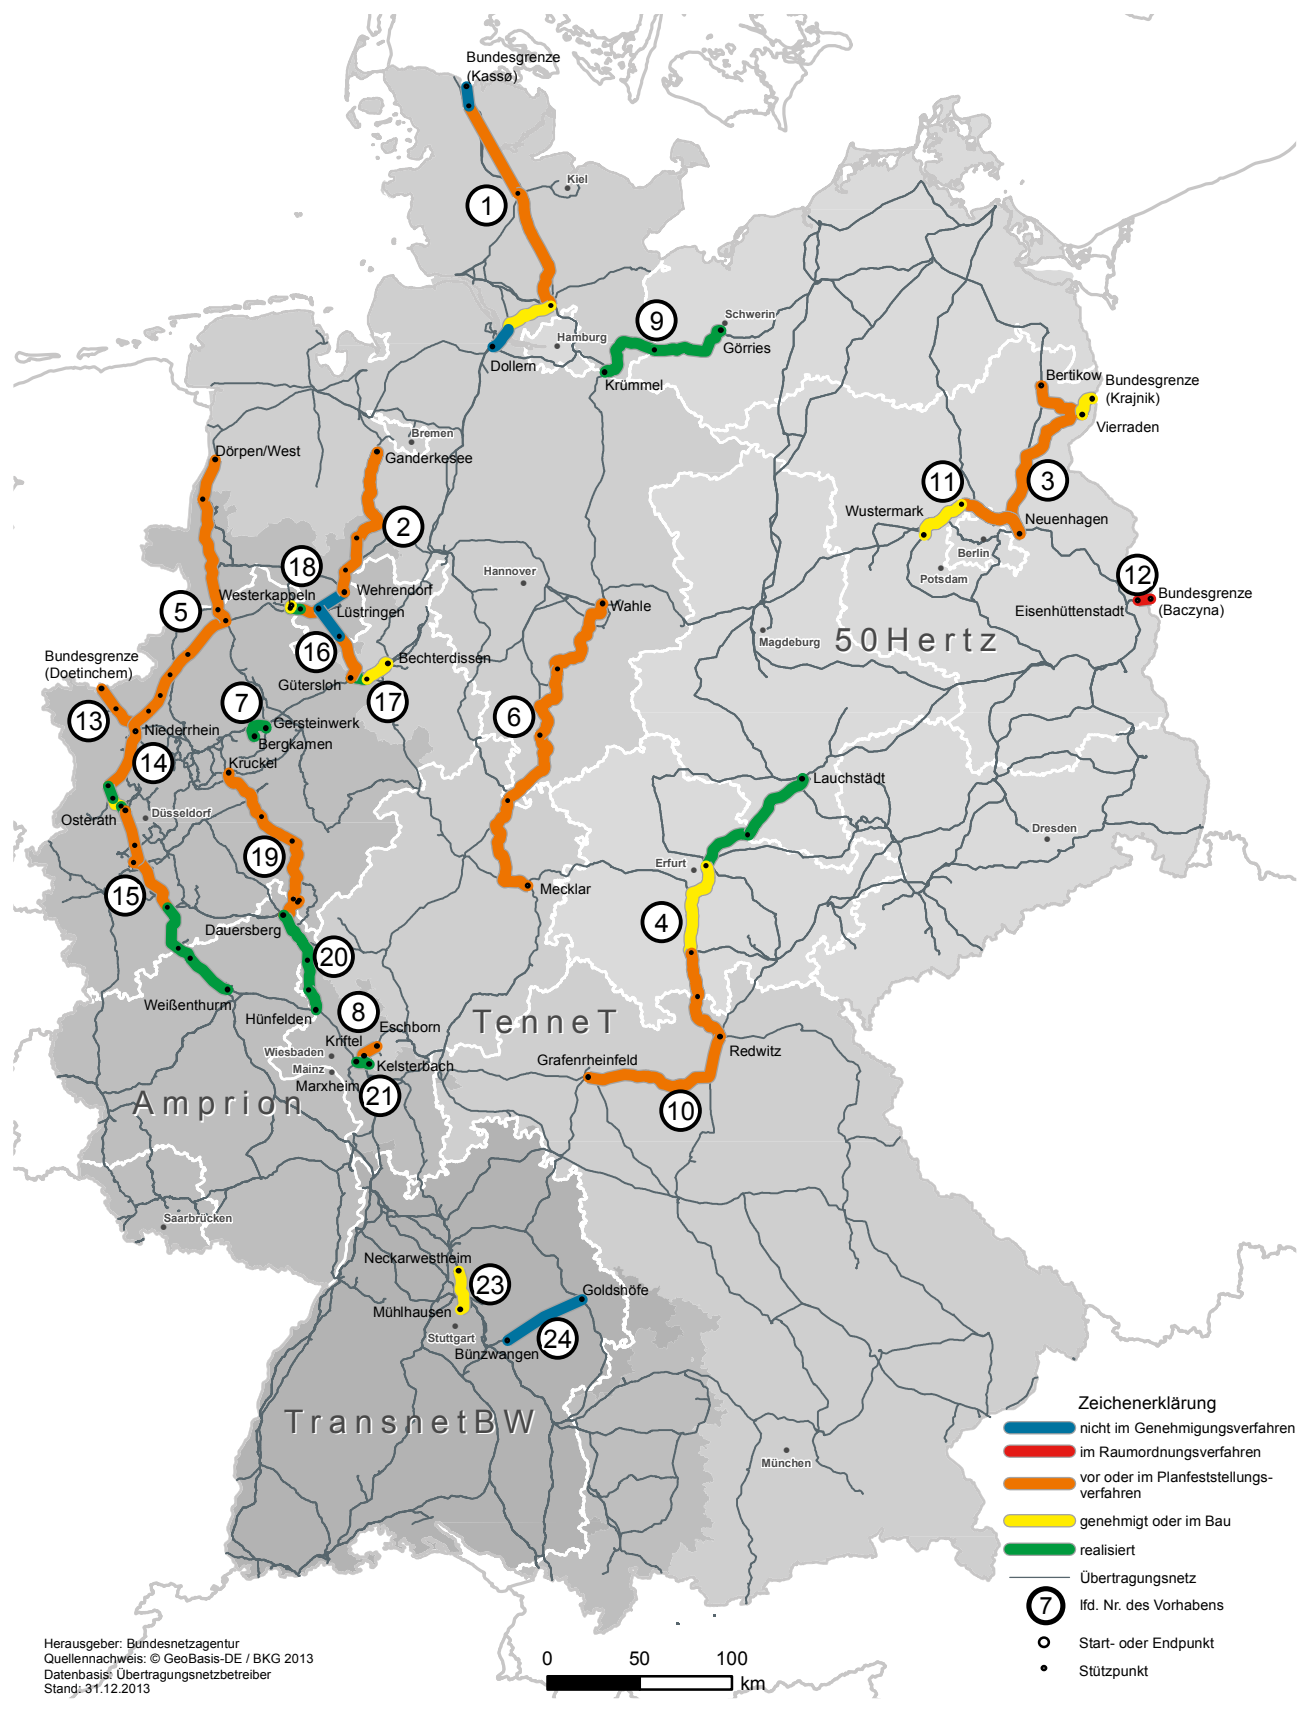 Bundesgrenze
(Kassø)
Kiel
1
Schwerin
9
Hamburg
Görries
Dollern
Krümmel
Bertikow
Bundesgrenze
(Krajnik)
Vierraden
Bremen
Dörpen/West
Ganderkesee
11
3
Wustermark
Neuenhagen
2
Berlin
18
Hannover
Potsdam
12
Westerkappeln
Wehrendorf
Bundesgrenze
(Baczyna)
5
Lüstringen
Wahle
Eisenhüttenstadt
Magdeburg
50Hertz
16
Bundesgrenze
(Doetinchem)
Bechterdissen
Gütersloh
17
13
7
Gersteinwerk
6
Niederrhein
Bergkamen
14
Kruckel
Lauchstädt
Osterath
Düsseldorf
Dresden
19
Erfurt
15
Mecklar
Dauersberg
4
20
Weißenthurm
Hünfelden
8
TenneT
Eschborn
Kriftel
Wiesbaden
Redwitz
Mainz
Kelsterbach
Grafenrheinfeld
Marxheim
21
Amprion
10
Saarbrücken
Neckarwestheim
23
Goldshöfe
Mühlhausen
Stuttgart
24
Bünzwangen
TransnetBW
München
Zeichenerklärung
nicht im Genehmigungsverfahren
im Raumordnungsverfahren
vor oder im Planfeststellungs-
verfahren
genehmigt oder im Bau
realisiert
Übertragungsnetz
7 lfd. Nr. des Vorhabens
Start- oder Endpunkt
Stützpunkt
Herausgeber: Bundesnetzagentur
Quellennachweis: © GeoBasis-DE / BKG 2013
Datenbasis: Übertragungsnetzbetreiber
Stand: 31.12.2013
0 50 100
km